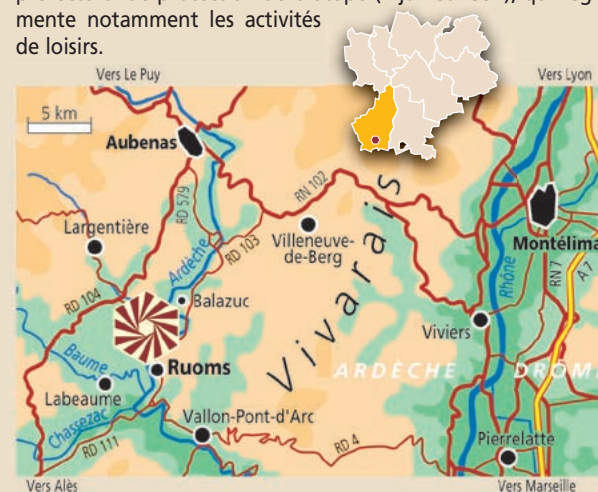 mente notamment les activités
de loisirs.
Vers Le Puy
Vers Lyon
5 km
Aubenas
RN 102
RD 579
Largentière
Villeneuve-
de-Berg
Vivarais
Montélima
RD 103
Ardèche
RD 104
Balazuc
Rhône
RN 7
A 7
Viviers
Ruoms
ARDÈCHE
DRÔM
Baume
Labeaume
Chassezac
Vallon-Pont-d'Arc
RD 111
RD 4
Pierrelatte
Vers Alès
Vers Marseille